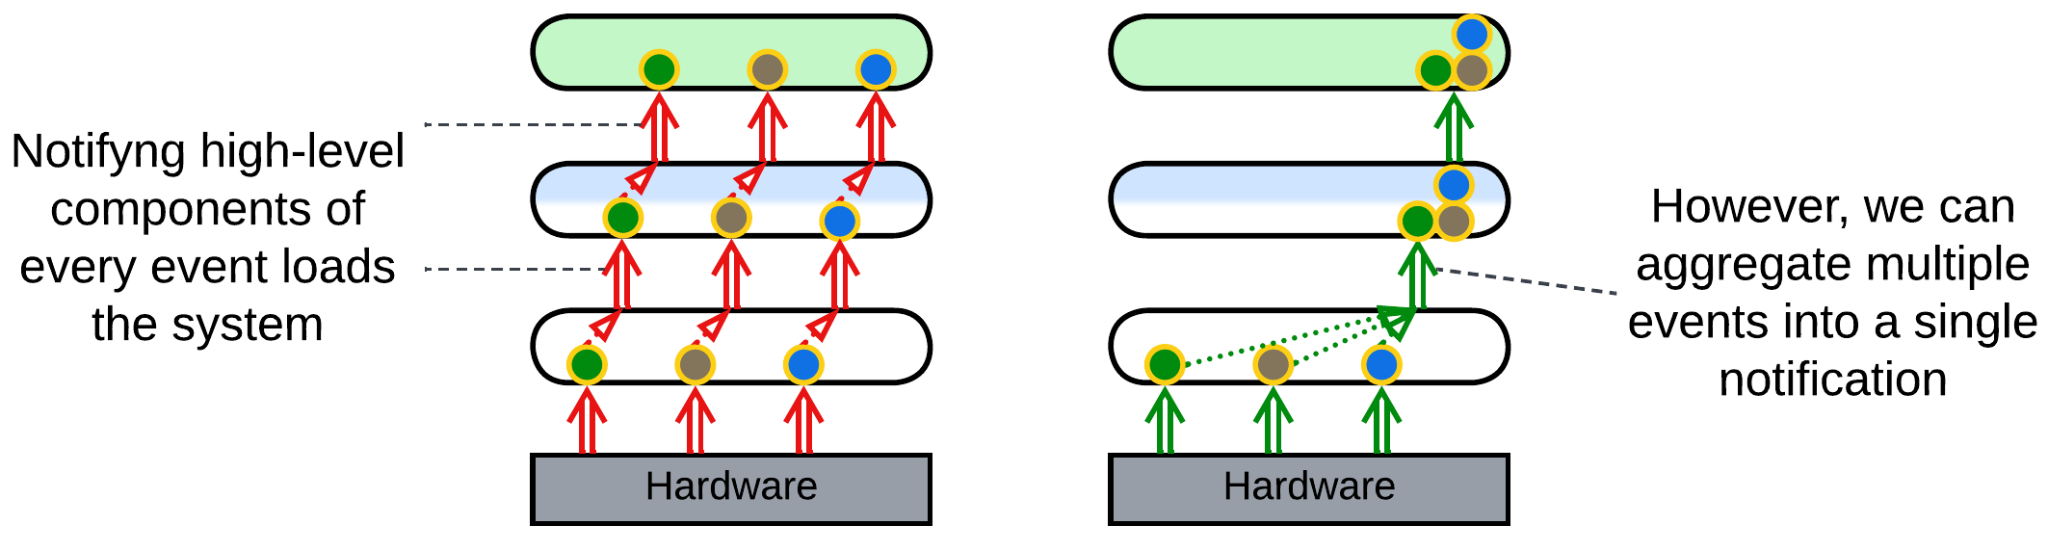 Notifyng high-level
components of
every event loads
the system
Hardware
Hardware
However, we can
aggregate multiple
events into a single
notification